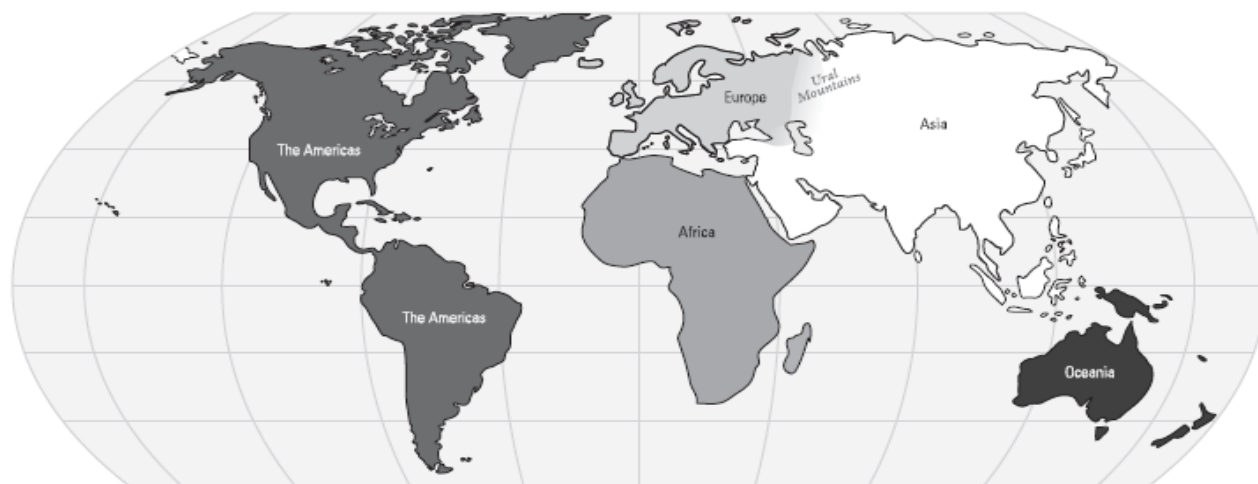 Ural
Mountains
Europe
Asia
The Americas
Africa
The Americas
Oceania